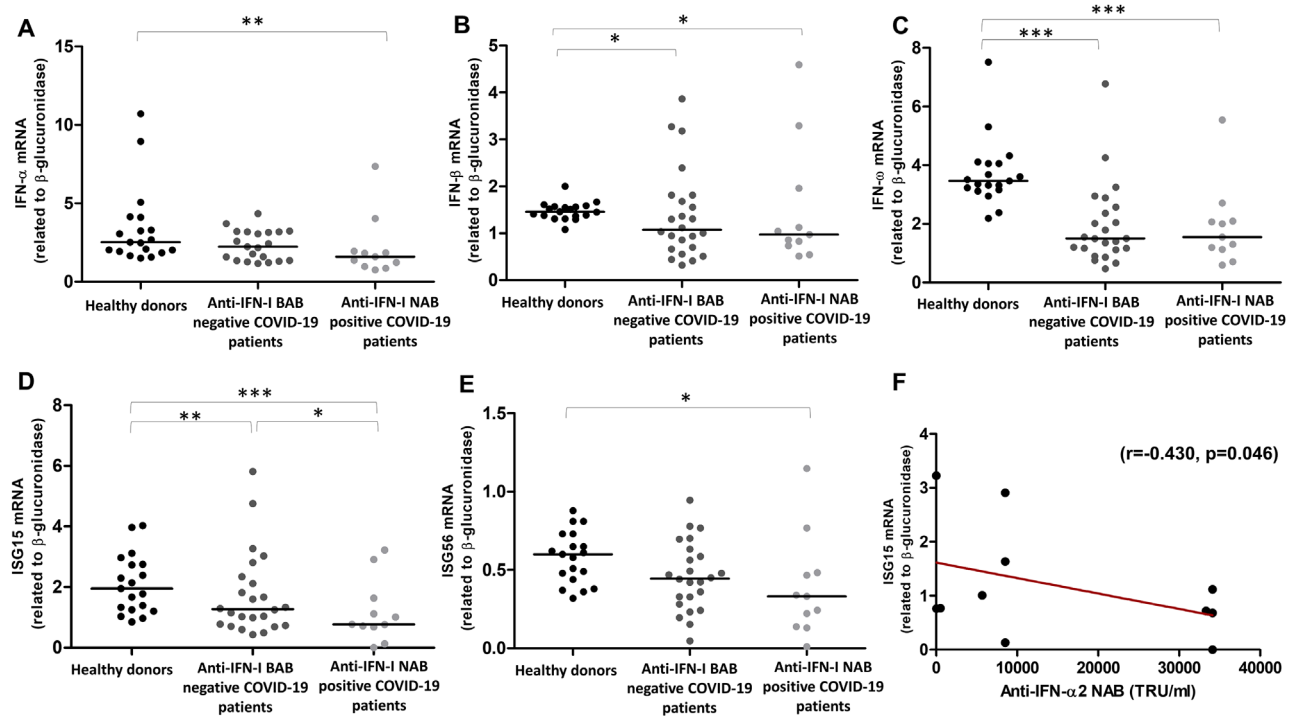 A
**
15
10
5
0
IFN-α mRNA
(related to β-glucuronidase)
Healthy donors
Anti-IFN-I BAB
negative COVID-19
patients
Anti-IFN-I NAB
positive COVID-19
patients
B
*
*
5
4
3
2
1
0
IFN-β mRNA
(related to β-glucuronidase)
Healthy donors
Anti-IFN-I BAB
negative COVID-19
patients
Anti-IFN-I NAB
positive COVID-19
patients
C
***
***
8
6
4
2
0
IFN-ω mRNA
(related to β-glucuronidase)
Healthy donors
Anti-IFN-I BAB
negative COVID-19
patients
Anti-IFN-I NAB
positive COVID-19
patients
D
***
**
*
8
6
4
2
0
ISG15 mRNA
(related to β-glucuronidase)
Healthy donors
Anti-IFN-I BAB
negative COVID-19
patients
Anti-IFN-I NAB
positive COVID-19
patients
E
*
1.5
1.0
0.5
0.0
ISG56 mRNA
(related to β-glucuronidase)
Healthy donors
Anti-IFN-I BAB
negative COVID-19
patients
Anti-IFN-I NAB
positive COVID-19
patients
F
(r=-0.430, p=0.046)
4
3
2
1
0
ISG15 mRNA
(related to β-glucuronidase)
0
10000
20000
30000
40000
Anti-IFN-α2 NAB (TRU/ml)